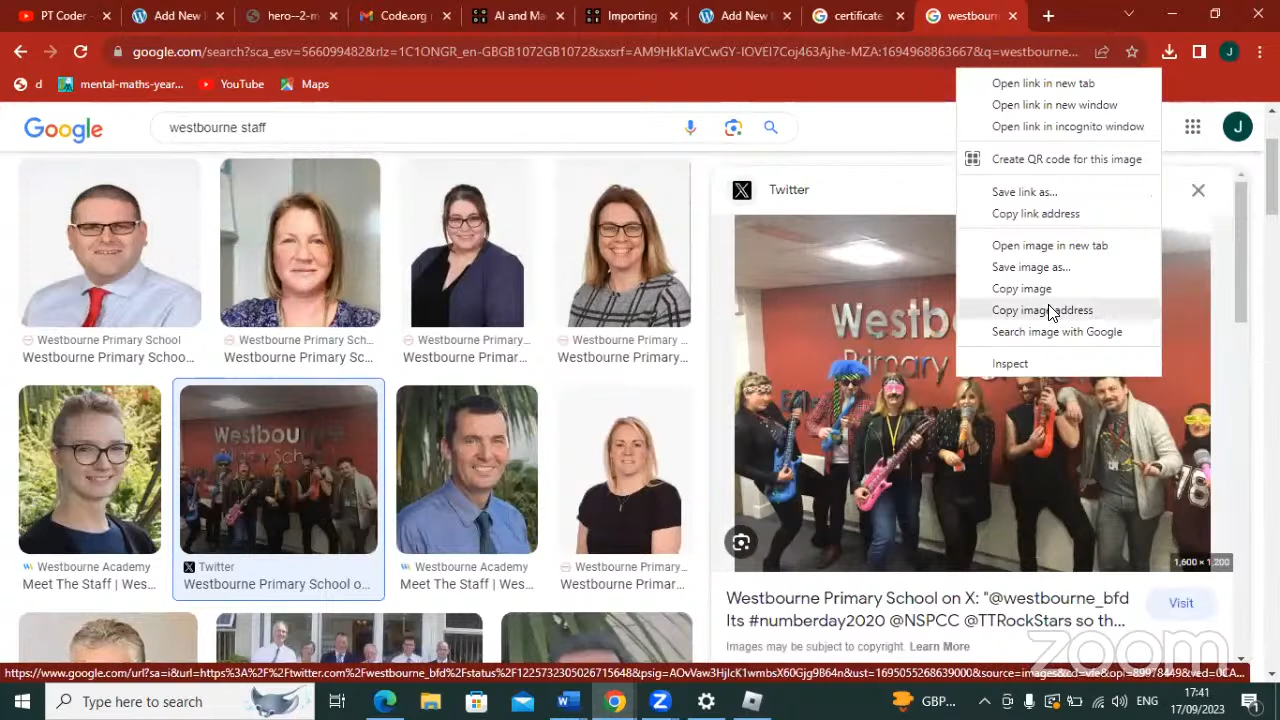 PT Coder -
Add New
hero--2-m
Code.org
AI and Ma
Importing
Add New
certificate
westbourn
google.com/search?sca_esv=566099482&rlz=1C1ONGR_en-GBGB1072GB1072&sxsrf=AM9HkKlaVCwGY-IOVEI7Coj463Ajhe-MZA:1694968863667&q=westbourne...
J
d
mental-maths-year...
YouTube
Maps
Google
westbourne staff
J
Open link in new tab
Open link in new window
Open link in incognito window
Create QR code for this image
Save link as...
Copy link address
Open image in new tab
Save image as...
Copy image
Copy image address
Search image with Google
Inspect
Twitter
Westb
Primary
Westbourne Primary School
Westbourne Primary Schoo...
Westbourne Primary Sch...
Westbourne Primary Sc...
Westbourne Primary...
Westbourne Primary...
Westbourne Primary...
Westbourne Primary...
Westbou
Westbourne Academy
Meet The Staff | Wes...
Twitter
Westbourne Primary School o...
Westbourne Academy
Meet The Staff | Wes...
Westbourne Primary...
Westbourne Primar...
1,600 × 1,200
Westbourne Primary School on X: "@westbourne_bfd
Its #numberday2020 @NSPCC @TTRockStars so th...
Visit
Images may be subject to copyright. Learn More
zoom
Type here to search
GBP...
ENG
17:41
17/09/2023
1